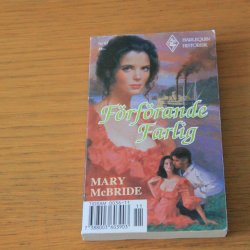 HARLEQUIN
HISTORISK
Förförande
Farlig
MARY
McBRIDE